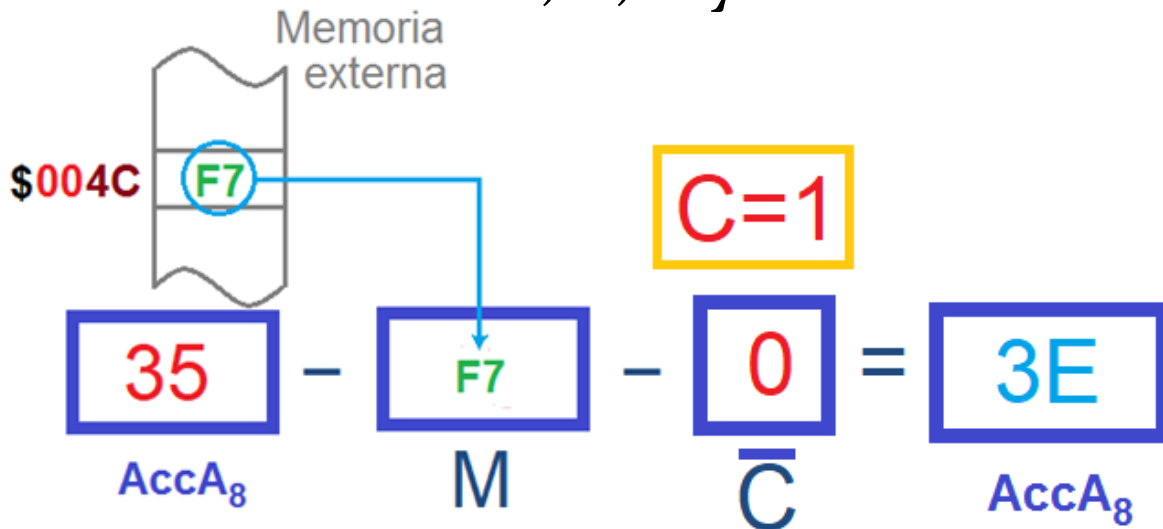 Memoria
externa
$004C F7
C=1
35 – F7 – 0 = 3E
AccA₈ M C̅ AccA₈